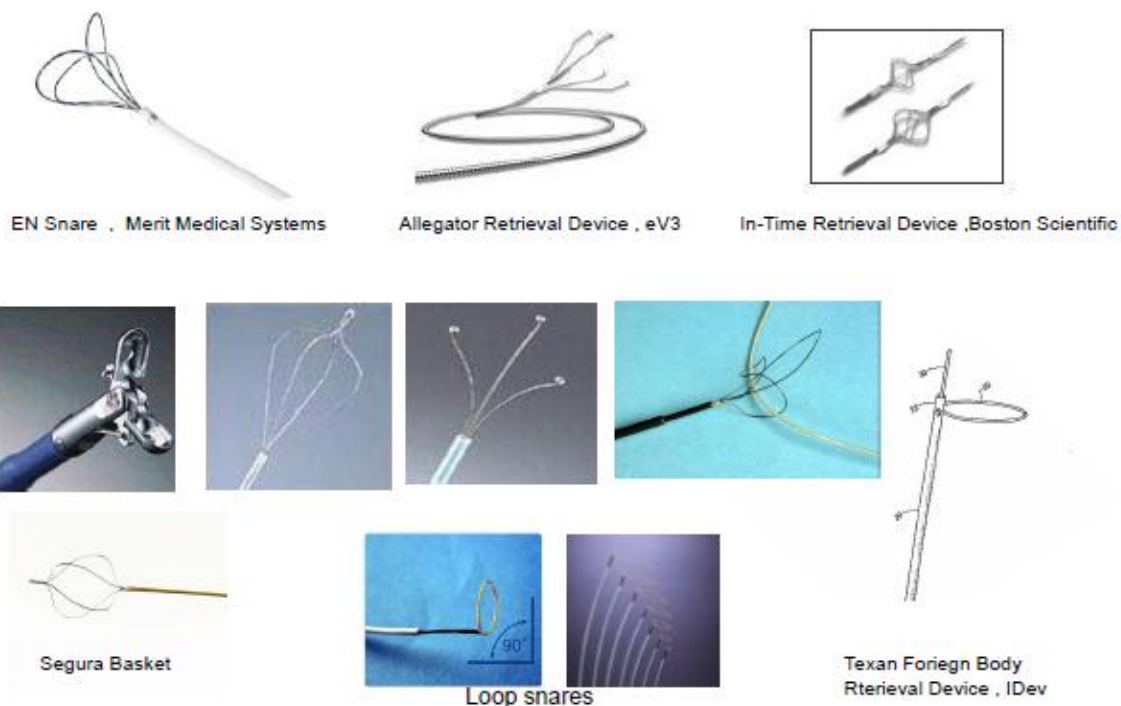 EN Snare , Merit Medical Systems
Allegator Retrieval Device , eV3
In-Time Retrieval Device ,Boston Scientific
Segura Basket
90°
Loop snares
Texan Foriegn Body
Rterieval Device , IDev